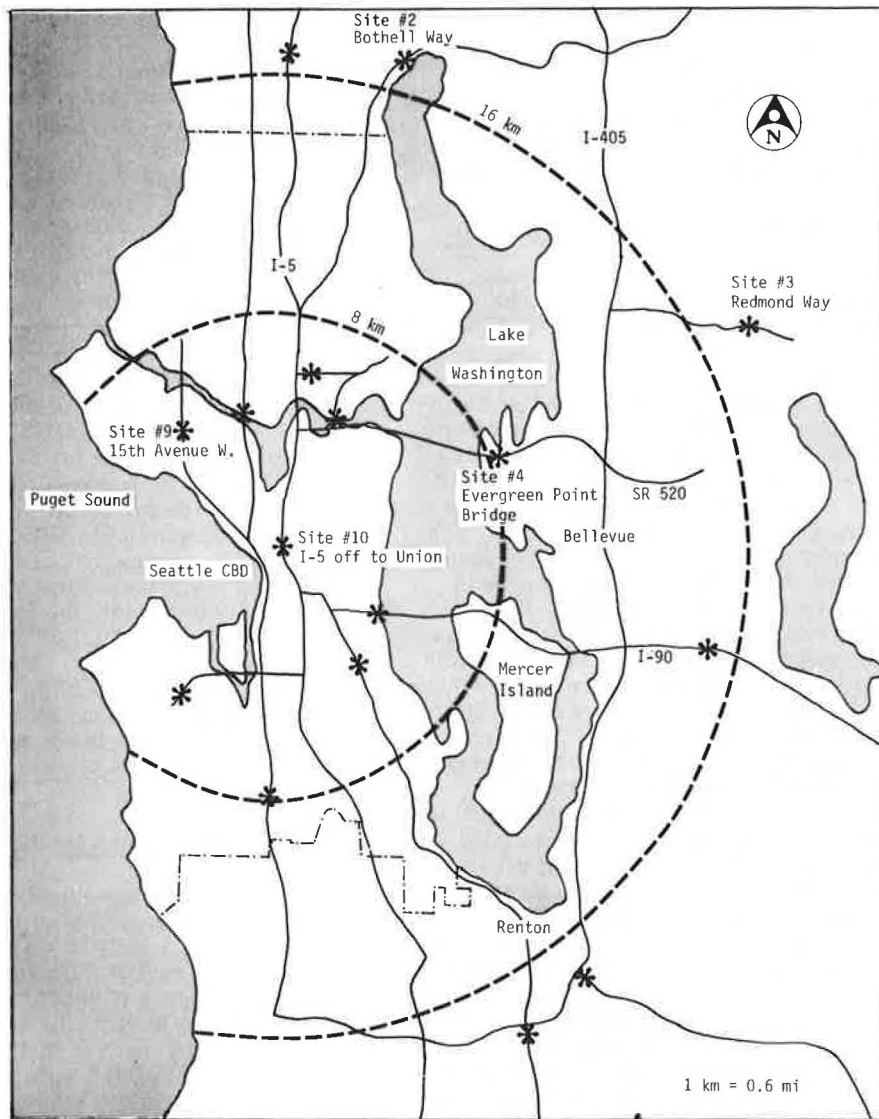 Site #2
Bothell Way
16 km
I-405
N
I-5
Site #3
Redmond Way
8 km
Lake
Washington
Site #9
15th Avenue W.
Site #4
Evergreen Point
Bridge
SR 520
Puget Sound
Site #10
I-5 off to Union
Bellevue
Seattle CBD
I-90
Mercer
Island
Renton
1 km = 0.6 mi